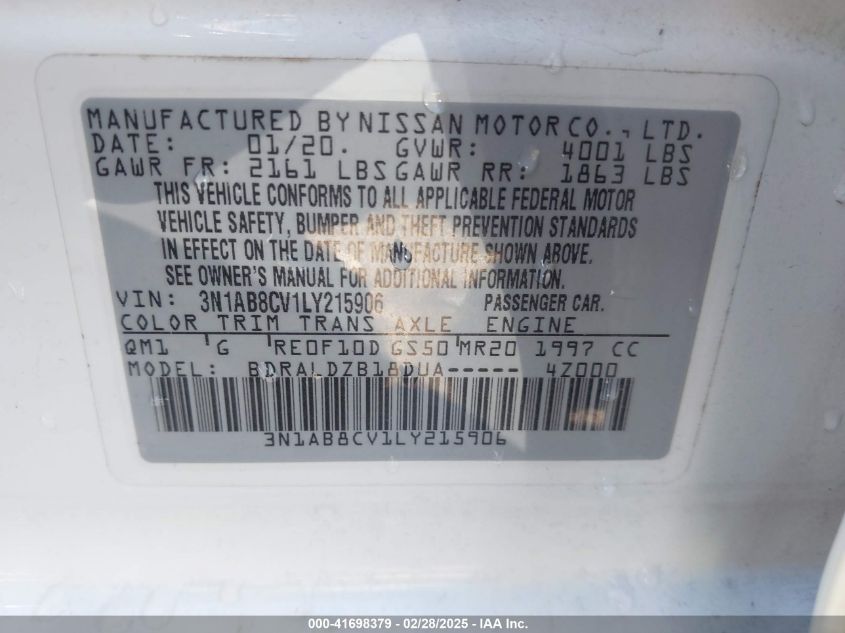 MANUFACTURED BY NISSAN MOTOR CO., LTD.
DATE: 01/20. GVWR: 4001 LBS
GAWR FR: 2161 LBS GAWR RR: 1863 LBS
THIS VEHICLE CONFORMS TO ALL APPLICABLE FEDERAL MOTOR
VEHICLE SAFETY, BUMPER AND THEFT PREVENTION STANDARDS
IN EFFECT ON THE DATE OF MANUFACTURE SHOWN ABOVE.
SEE OWNER'S MANUAL FOR ADDITIONAL INFORMATION.
VIN: 3N1AB8CV1LY215906 PASSENGER CAR.
COLOR TRIM TRANS AXLE ENGINE
QM1 G RE0F10D GS50 MR20 1997 CC
MODEL: BDRALDZB18DUA----- 4Z000
3N1AB8CV1LY215906
000-41698379 - 02/28/2025 - IAA Inc.